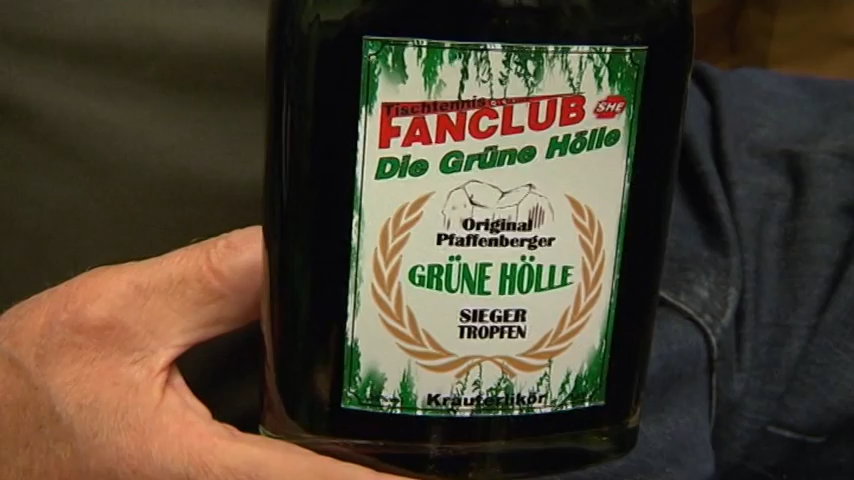 Tischtennis
FANCLUB SHE
Die Grüne Hölle
Original
Pfaffenberger
GRÜNE HÖLLE
SIEGER
TROPFEN
Kräuterlikör